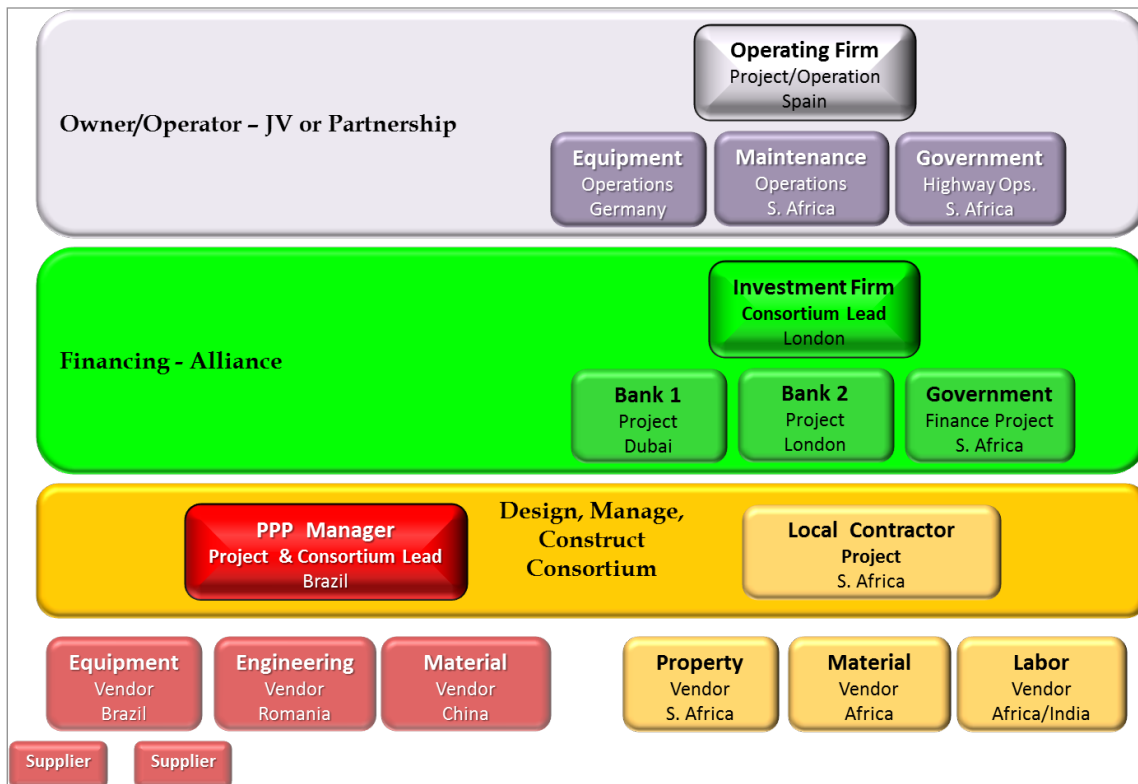 Operating Firm
Project/Operation
Spain
Owner/Operator – JV or Partnership
Equipment
Operations
Germany
Maintenance
Operations
S. Africa
Government
Highway Ops.
S. Africa
Investment Firm
Consortium Lead
London
Financing - Alliance
Bank 1
Project
Dubai
Bank 2
Project
London
Government
Finance Project
S. Africa
PPP Manager
Project & Consortium Lead
Brazil
Design, Manage,
Construct
Consortium
Local Contractor
Project
S. Africa
Equipment
Vendor
Brazil
Engineering
Vendor
Romania
Material
Vendor
China
Property
Vendor
S. Africa
Material
Vendor
Africa
Labor
Vendor
Africa/India
Supplier
Supplier